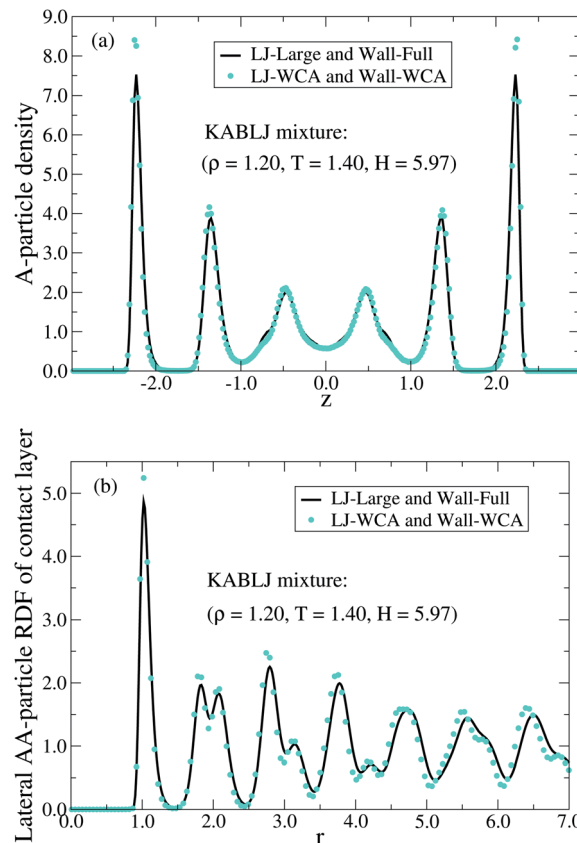 (a)
LJ-Large and Wall-Full
LJ-WCA and Wall-WCA
KABLJ mixture:
(ρ = 1.20, T = 1.40, H = 5.97)
A-particle density
9.0
8.0
7.0
6.0
5.0
4.0
3.0
2.0
1.0
0.0
-2.0 -1.0 0.0 1.0 2.0
z
(b)
LJ-Large and Wall-Full
LJ-WCA and Wall-WCA
KABLJ mixture:
(ρ = 1.20, T = 1.40, H = 5.97)
Lateral AA-particle RDF of contact layer
5.0
4.0
3.0
2.0
1.0
0.0
0.0 1.0 2.0 3.0 4.0 5.0 6.0 7.0
r